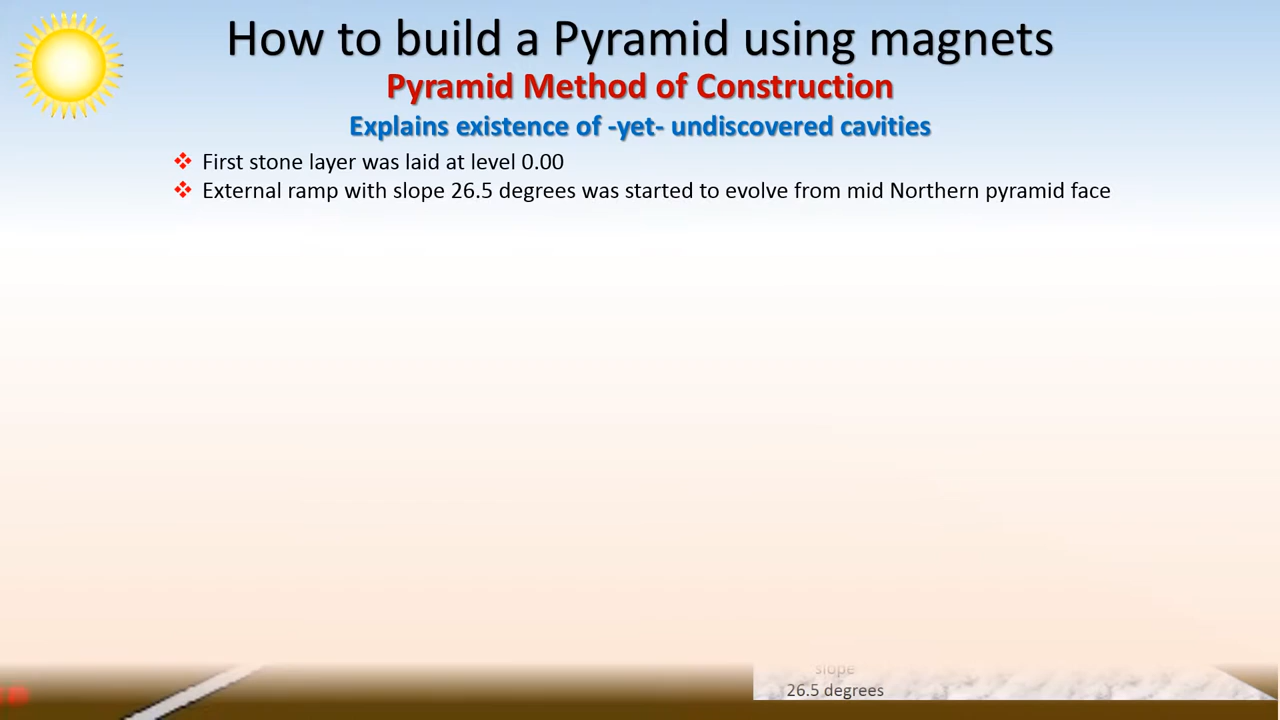 How to build a Pyramid using magnets
Pyramid Method of Construction
Explains existence of -yet- undiscovered cavities
First stone layer was laid at level 0.00
External ramp with slope 26.5 degrees was started to evolve from mid Northern pyramid face
slope
26.5 degrees